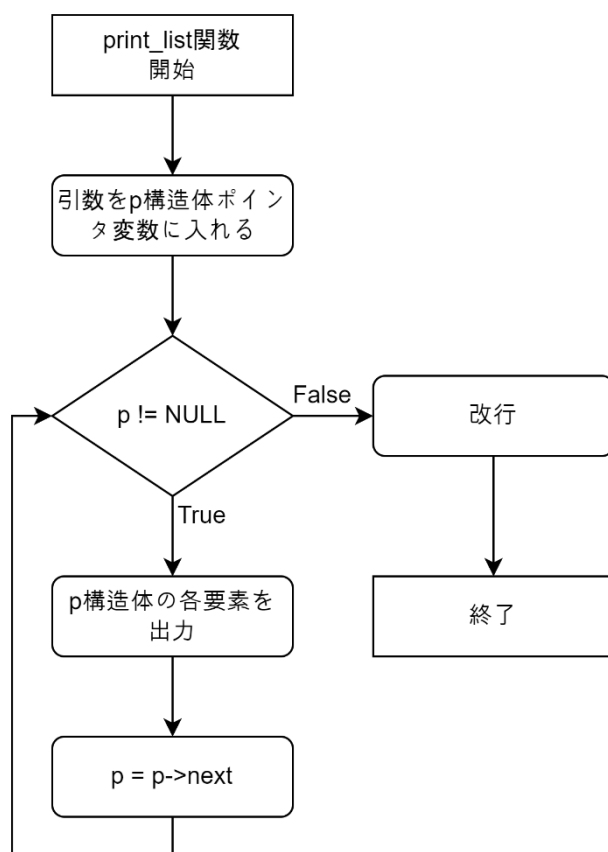 print_list関数
開始
引数をp構造体ポイン
タ変数に入れる
p != NULL
False
改行
True
p構造体の各要素を
出力
終了
p = p->next